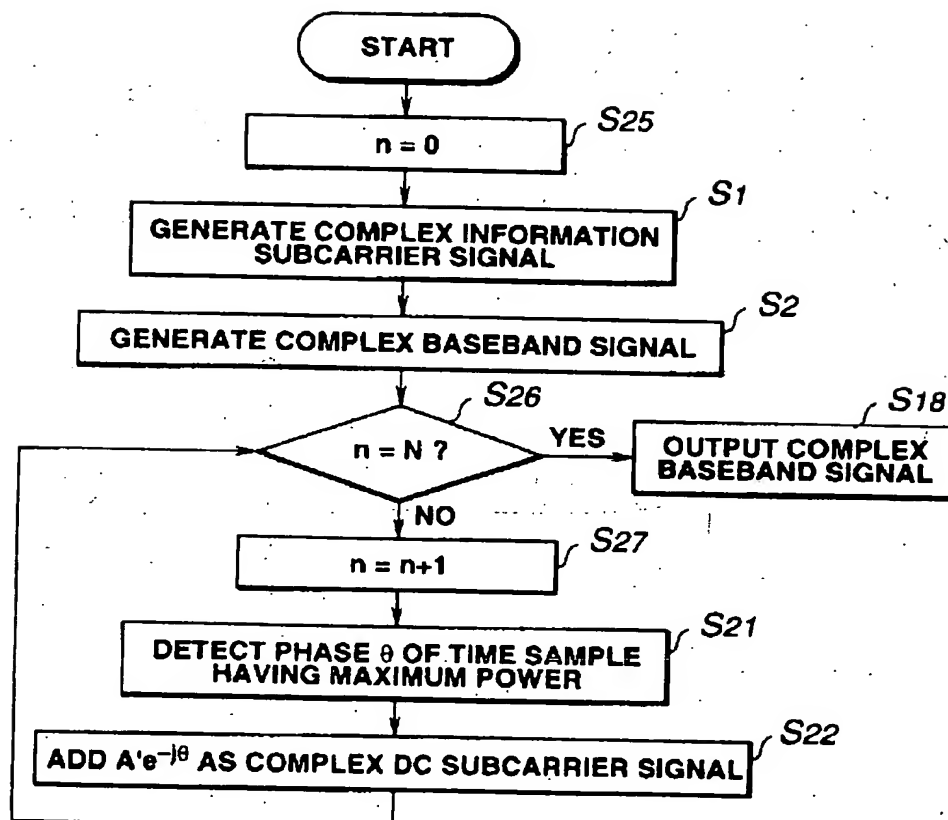 START
n = 0
S25
GENERATE COMPLEX INFORMATION
SUBCARRIER SIGNAL
S1
GENERATE COMPLEX BASEBAND SIGNAL
S2
n = N ?
S26
YES
OUTPUT COMPLEX
BASEBAND SIGNAL
S18
NO
n = n+1
S27
DETECT PHASE θ OF TIME SAMPLE
HAVING MAXIMUM POWER
S21
ADD A'e^-jθ AS COMPLEX DC SUBCARRIER SIGNAL
S22